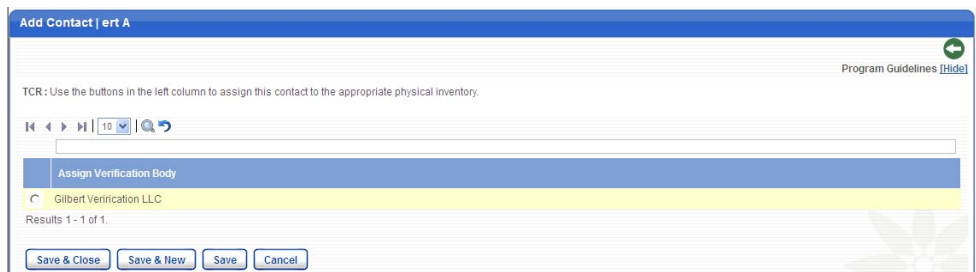 Add Contact | ert A
Program Guidelines [Hide]
TCR : Use the buttons in the left column to assign this contact to the appropriate physical inventory.
10
Assign Verification Body
Gilbert Verirication LLC
Results 1 - 1 of 1.
Save & Close Save & New Save Cancel